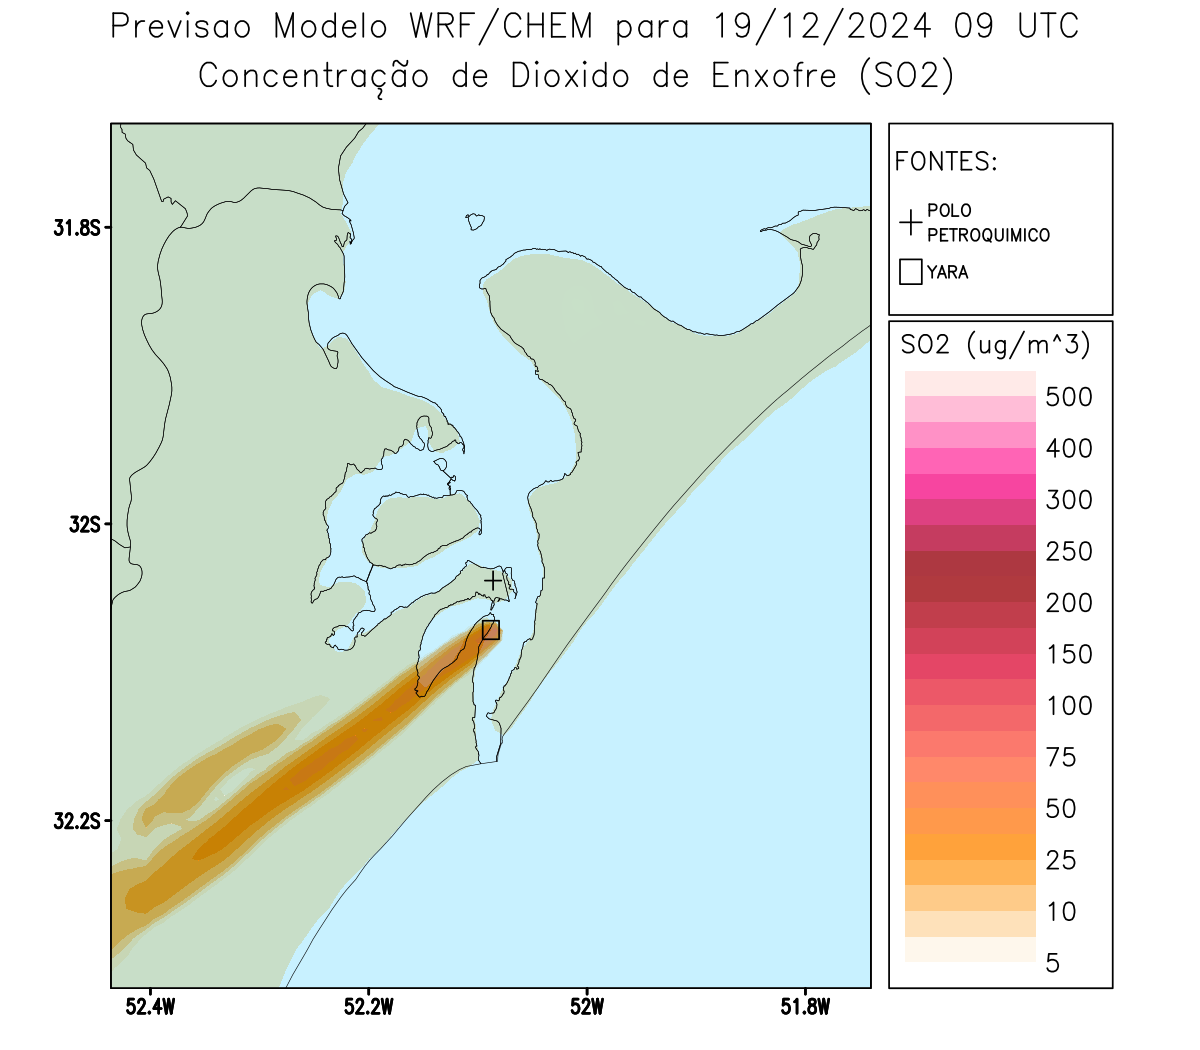 Previsao Modelo WRF/CHEM para 19/12/2024 09 UTC
Concentração de Dioxido de Enxofre (SO2)
FONTES:
POLO
PETROQUIMICO
YARA
31.8S
32S
32.2S
52.4W
52.2W
52W
51.8W
SO2 (ug/m^3)
500
400
300
250
200
150
100
75
50
25
10
5